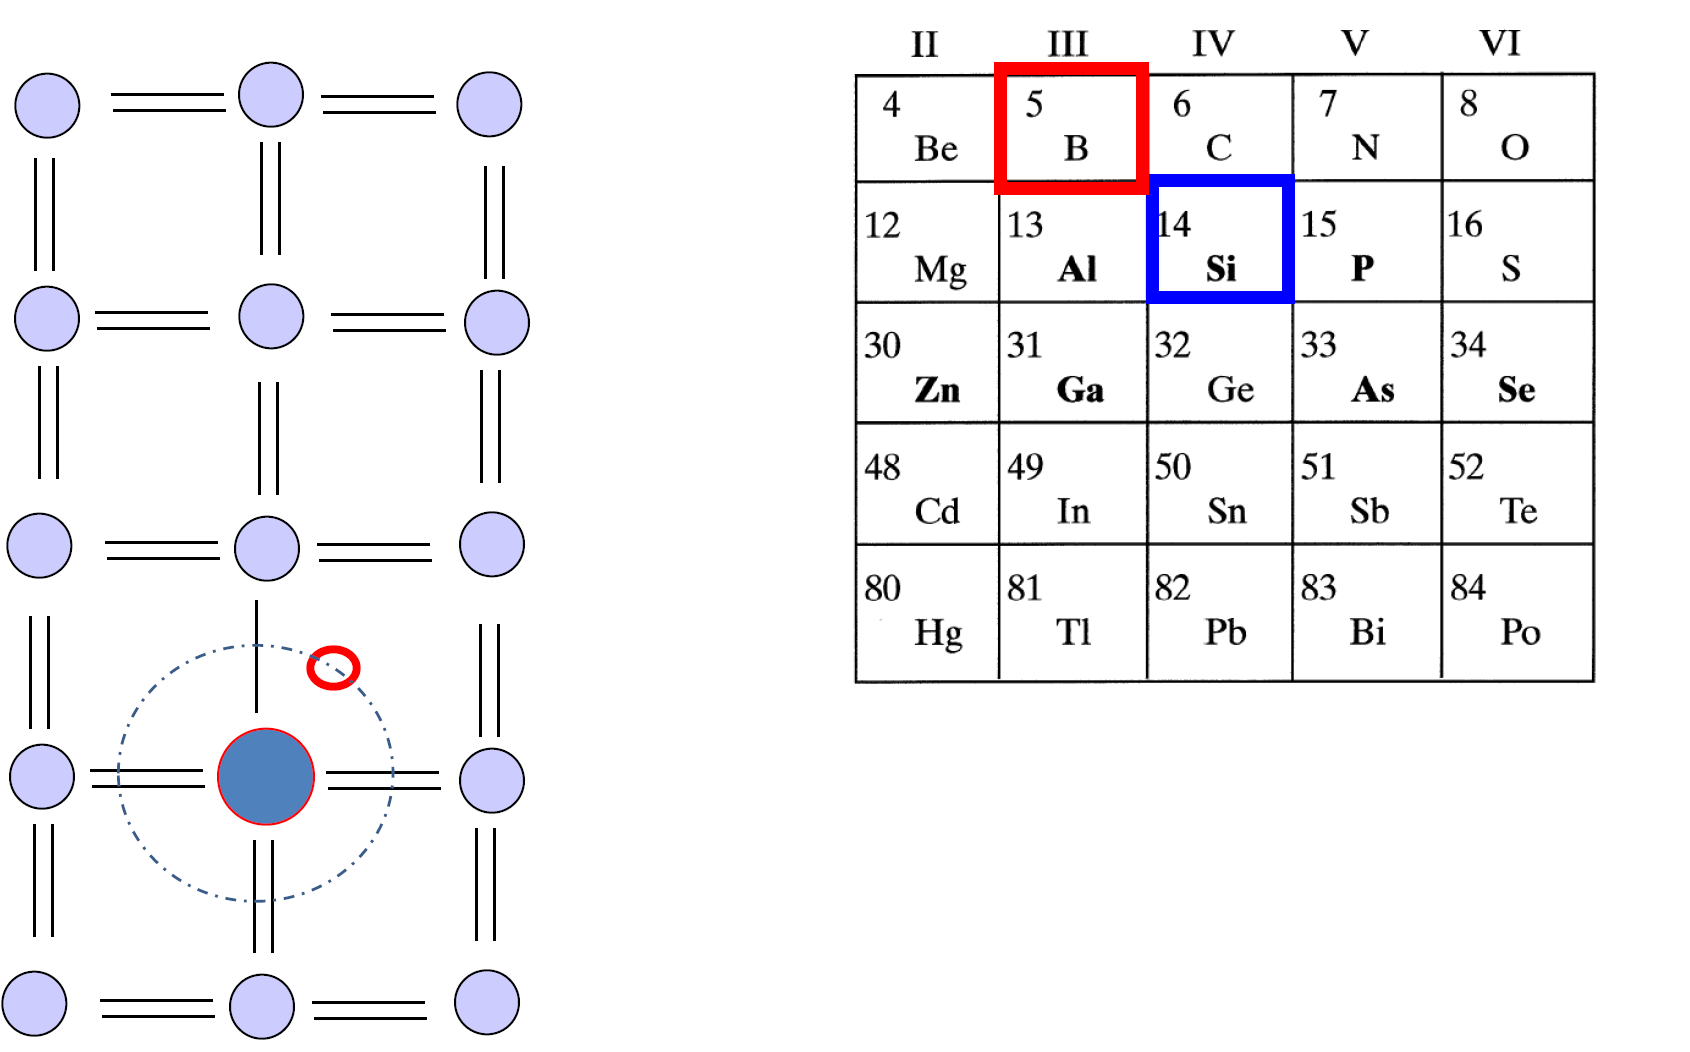 II III IV V VI
4 5 6 7 8
Be B C N O
12 13 14 15 16
Mg Al Si P S
30 31 32 33 34
Zn Ga Ge As Se
48 49 50 51 52
Cd In Sn Sb Te
80 81 82 83 84
Hg Tl Pb Bi Po